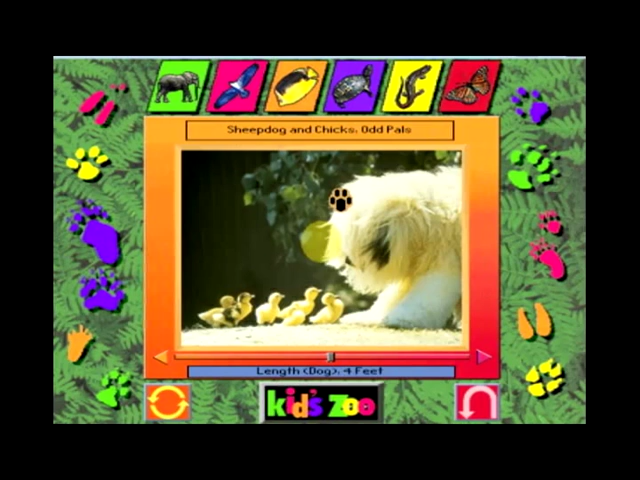 Sheepdog and Chicks, Odd Pals
Length (Dog), 4 Feet
kid's zoo